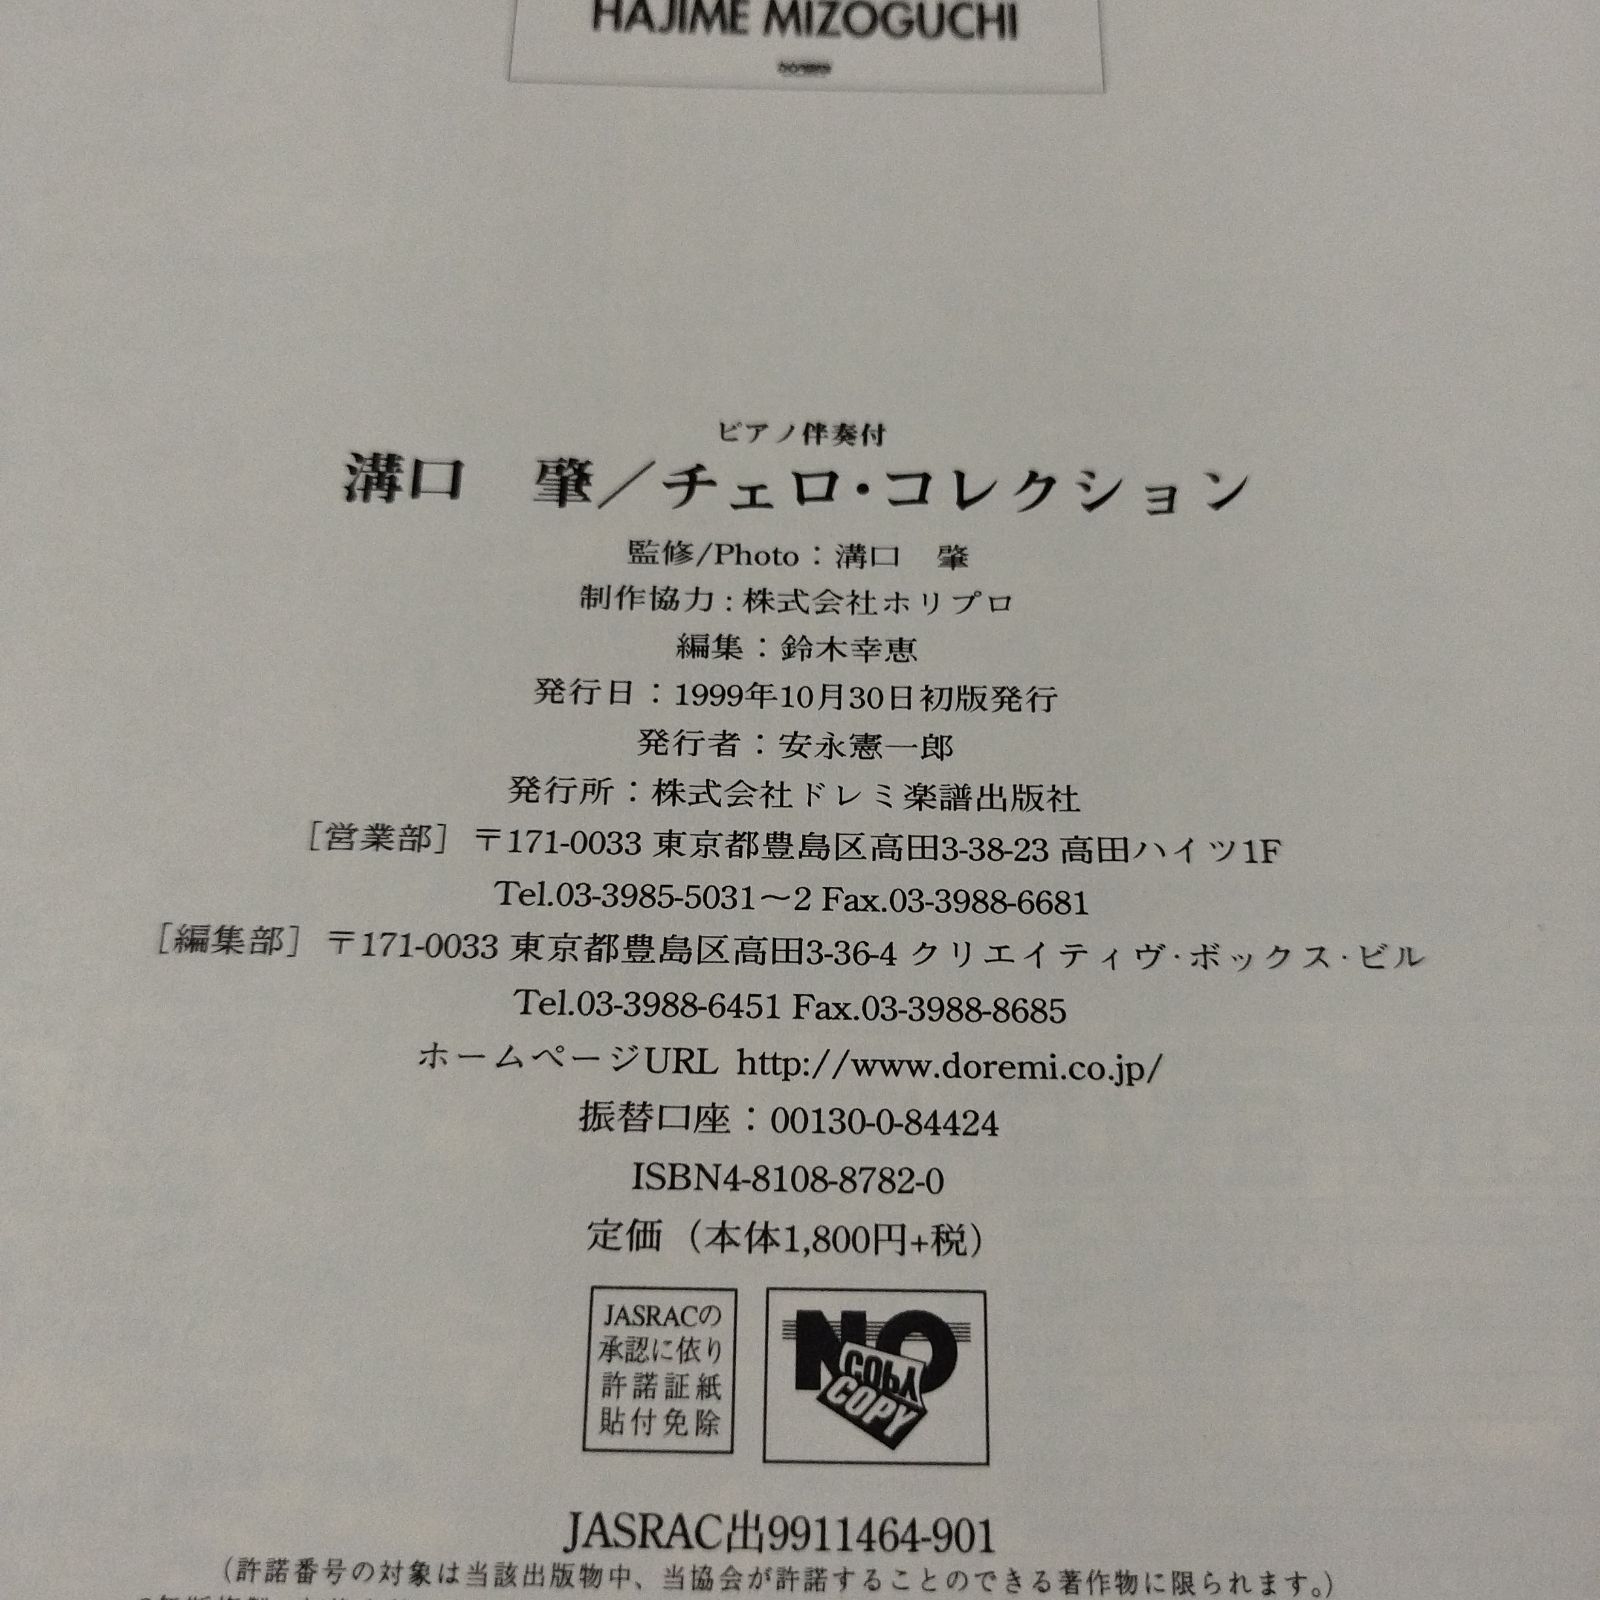 HAJIME MIZOGUCHI
ピアノ伴奏付
溝口　肇／チェロ・コレクション
監修/Photo：溝口　肇
制作協力：株式会社ホリプロ
編集：鈴木幸恵
発行日：1999年10月30日初版発行
発行者：安永憲一郎
発行所：株式会社ドレミ楽譜出版社
［営業部］〒171-0033 東京都豊島区高田3-38-23 高田ハイツ1F
Tel.03-3985-5031～2 Fax.03-3988-6681
［編集部］〒171-0033 東京都豊島区高田3-36-4 クリエイティヴ・ボックス・ビル
Tel.03-3988-6451 Fax.03-3988-8685
ホームページURL http://www.doremi.co.jp/
振替口座：00130-0-84424
ISBN4-8108-8782-0
定価（本体1,800円+税）
JASRACの
承認に依り
許諾証紙
貼付免除
NO
COPY
COPY
JASRAC出9911464-901
（許諾番号の対象は当該出版物中、当協会が許諾することのできる著作物に限られます。）